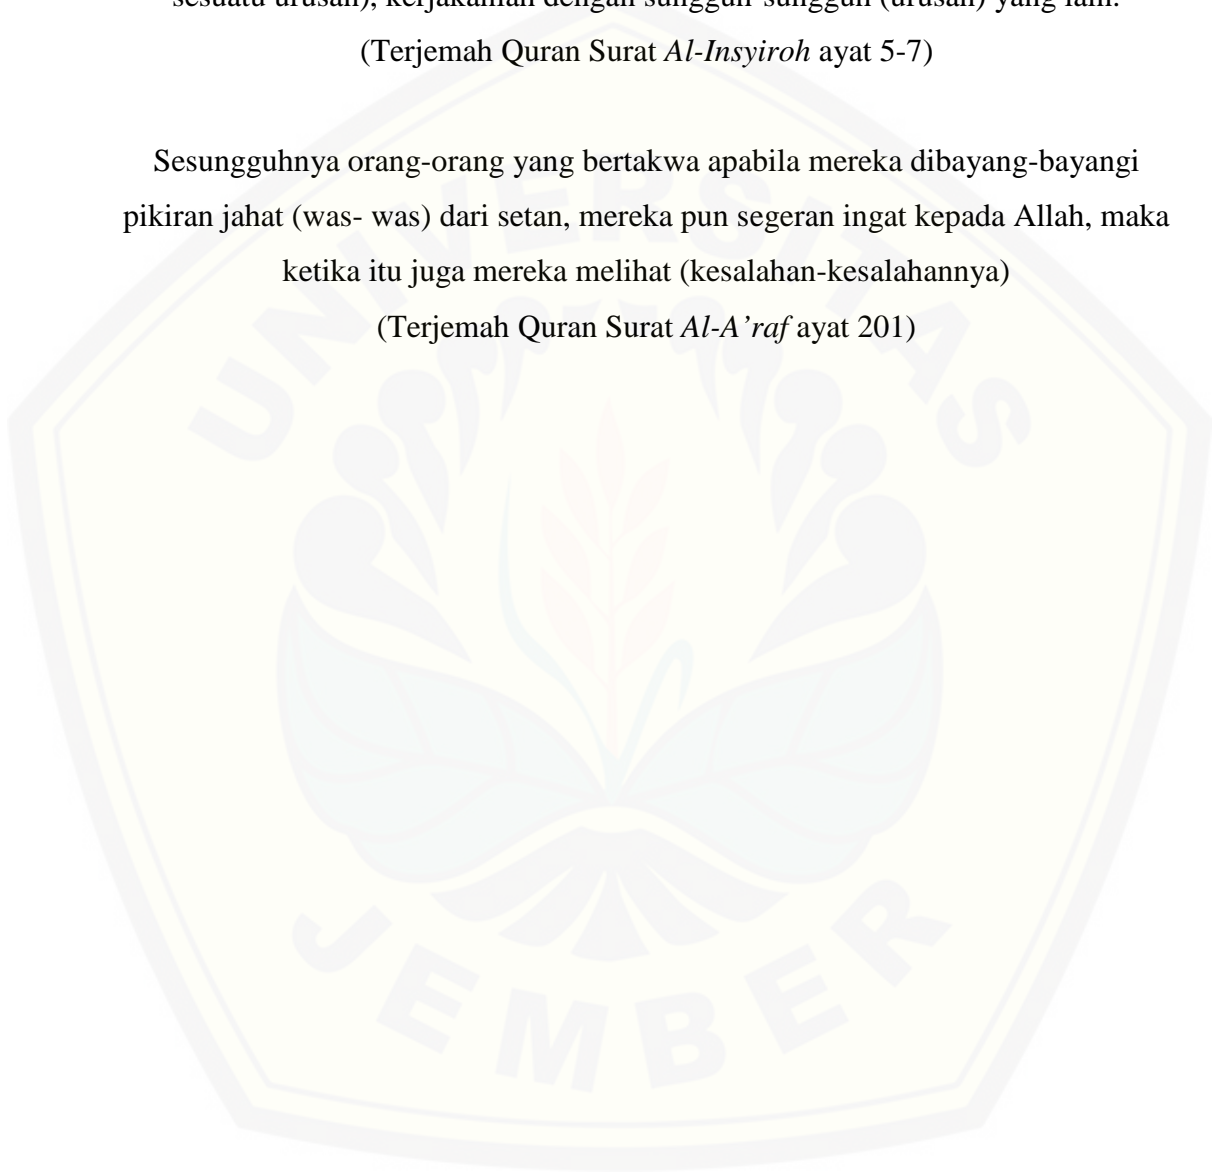 sesuatu urusan), kerjakanlah dengan sungguh-sungguh (urusan) yang lain.
(Terjemah Quran Surat Al-Insyiroh ayat 5-7)
Sesungguhnya orang-orang yang bertakwa apabila mereka dibayang-bayangi
pikiran jahat (was- was) dari setan, mereka pun segeran ingat kepada Allah, maka
ketika itu juga mereka melihat (kesalahan-kesalahannya)
(Terjemah Quran Surat Al-A’raf ayat 201)
UNIVERSITAS
JEMBER